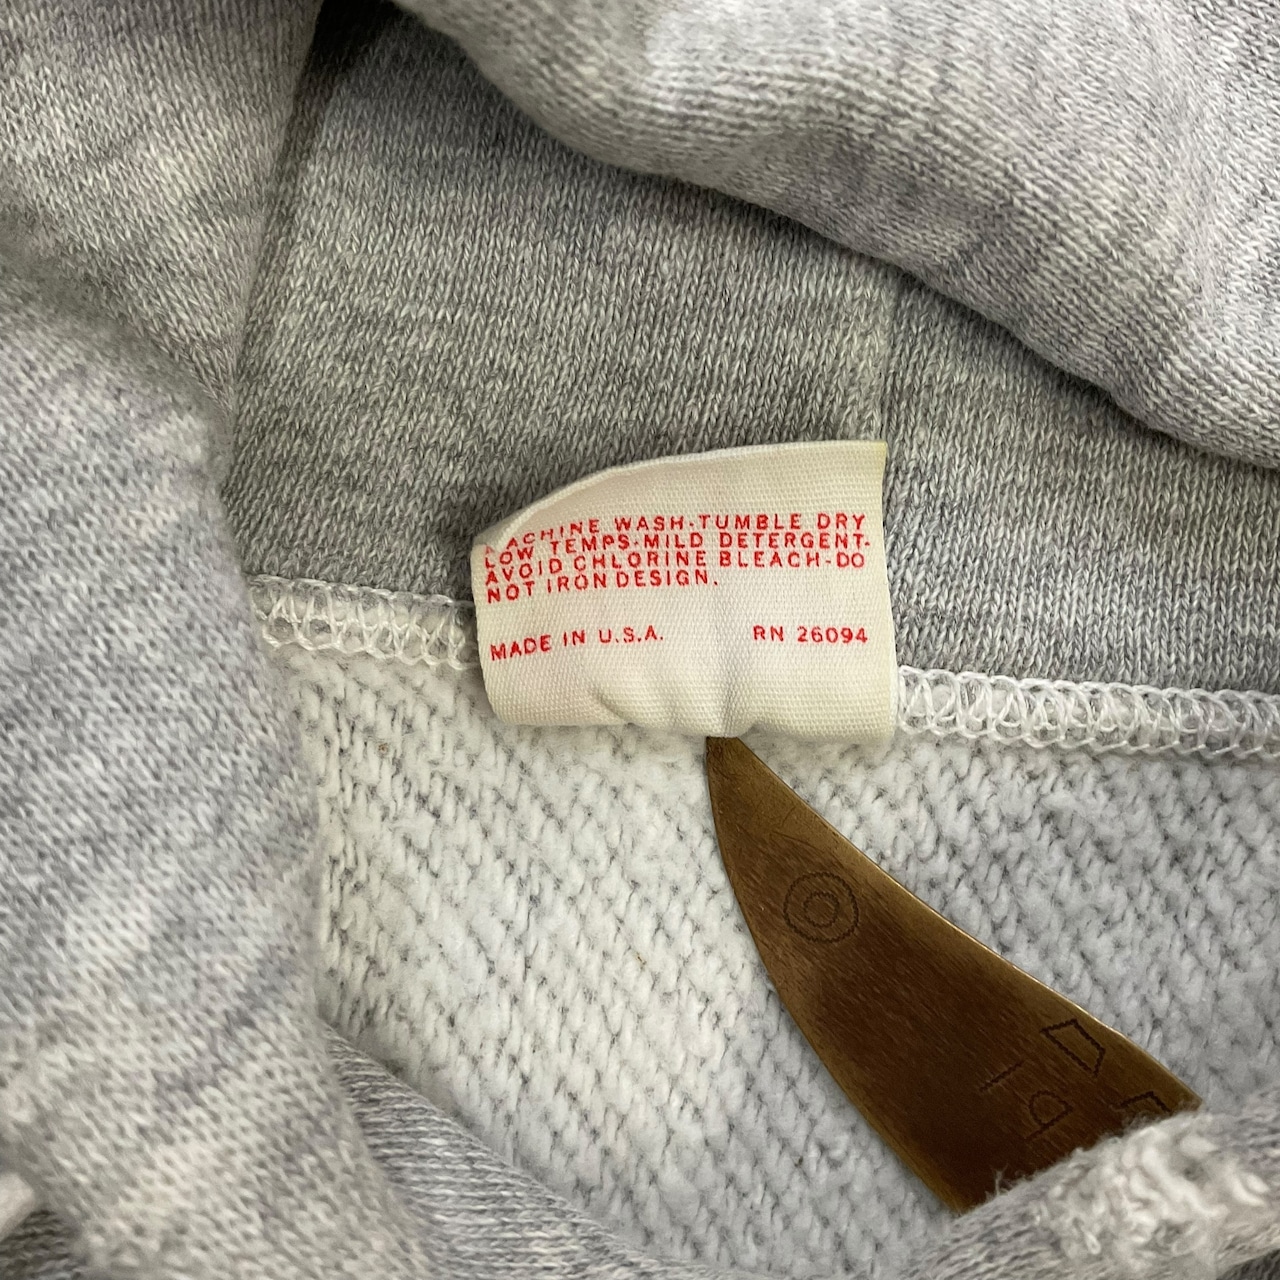 MACHINE WASH-TUMBLE DRY
LOW TEMPS-MILD DETERGENT-
AVOID CHLORINE BLEACH-DO
NOT IRON DESIGN.
MADE IN U.S.A. RN 26094